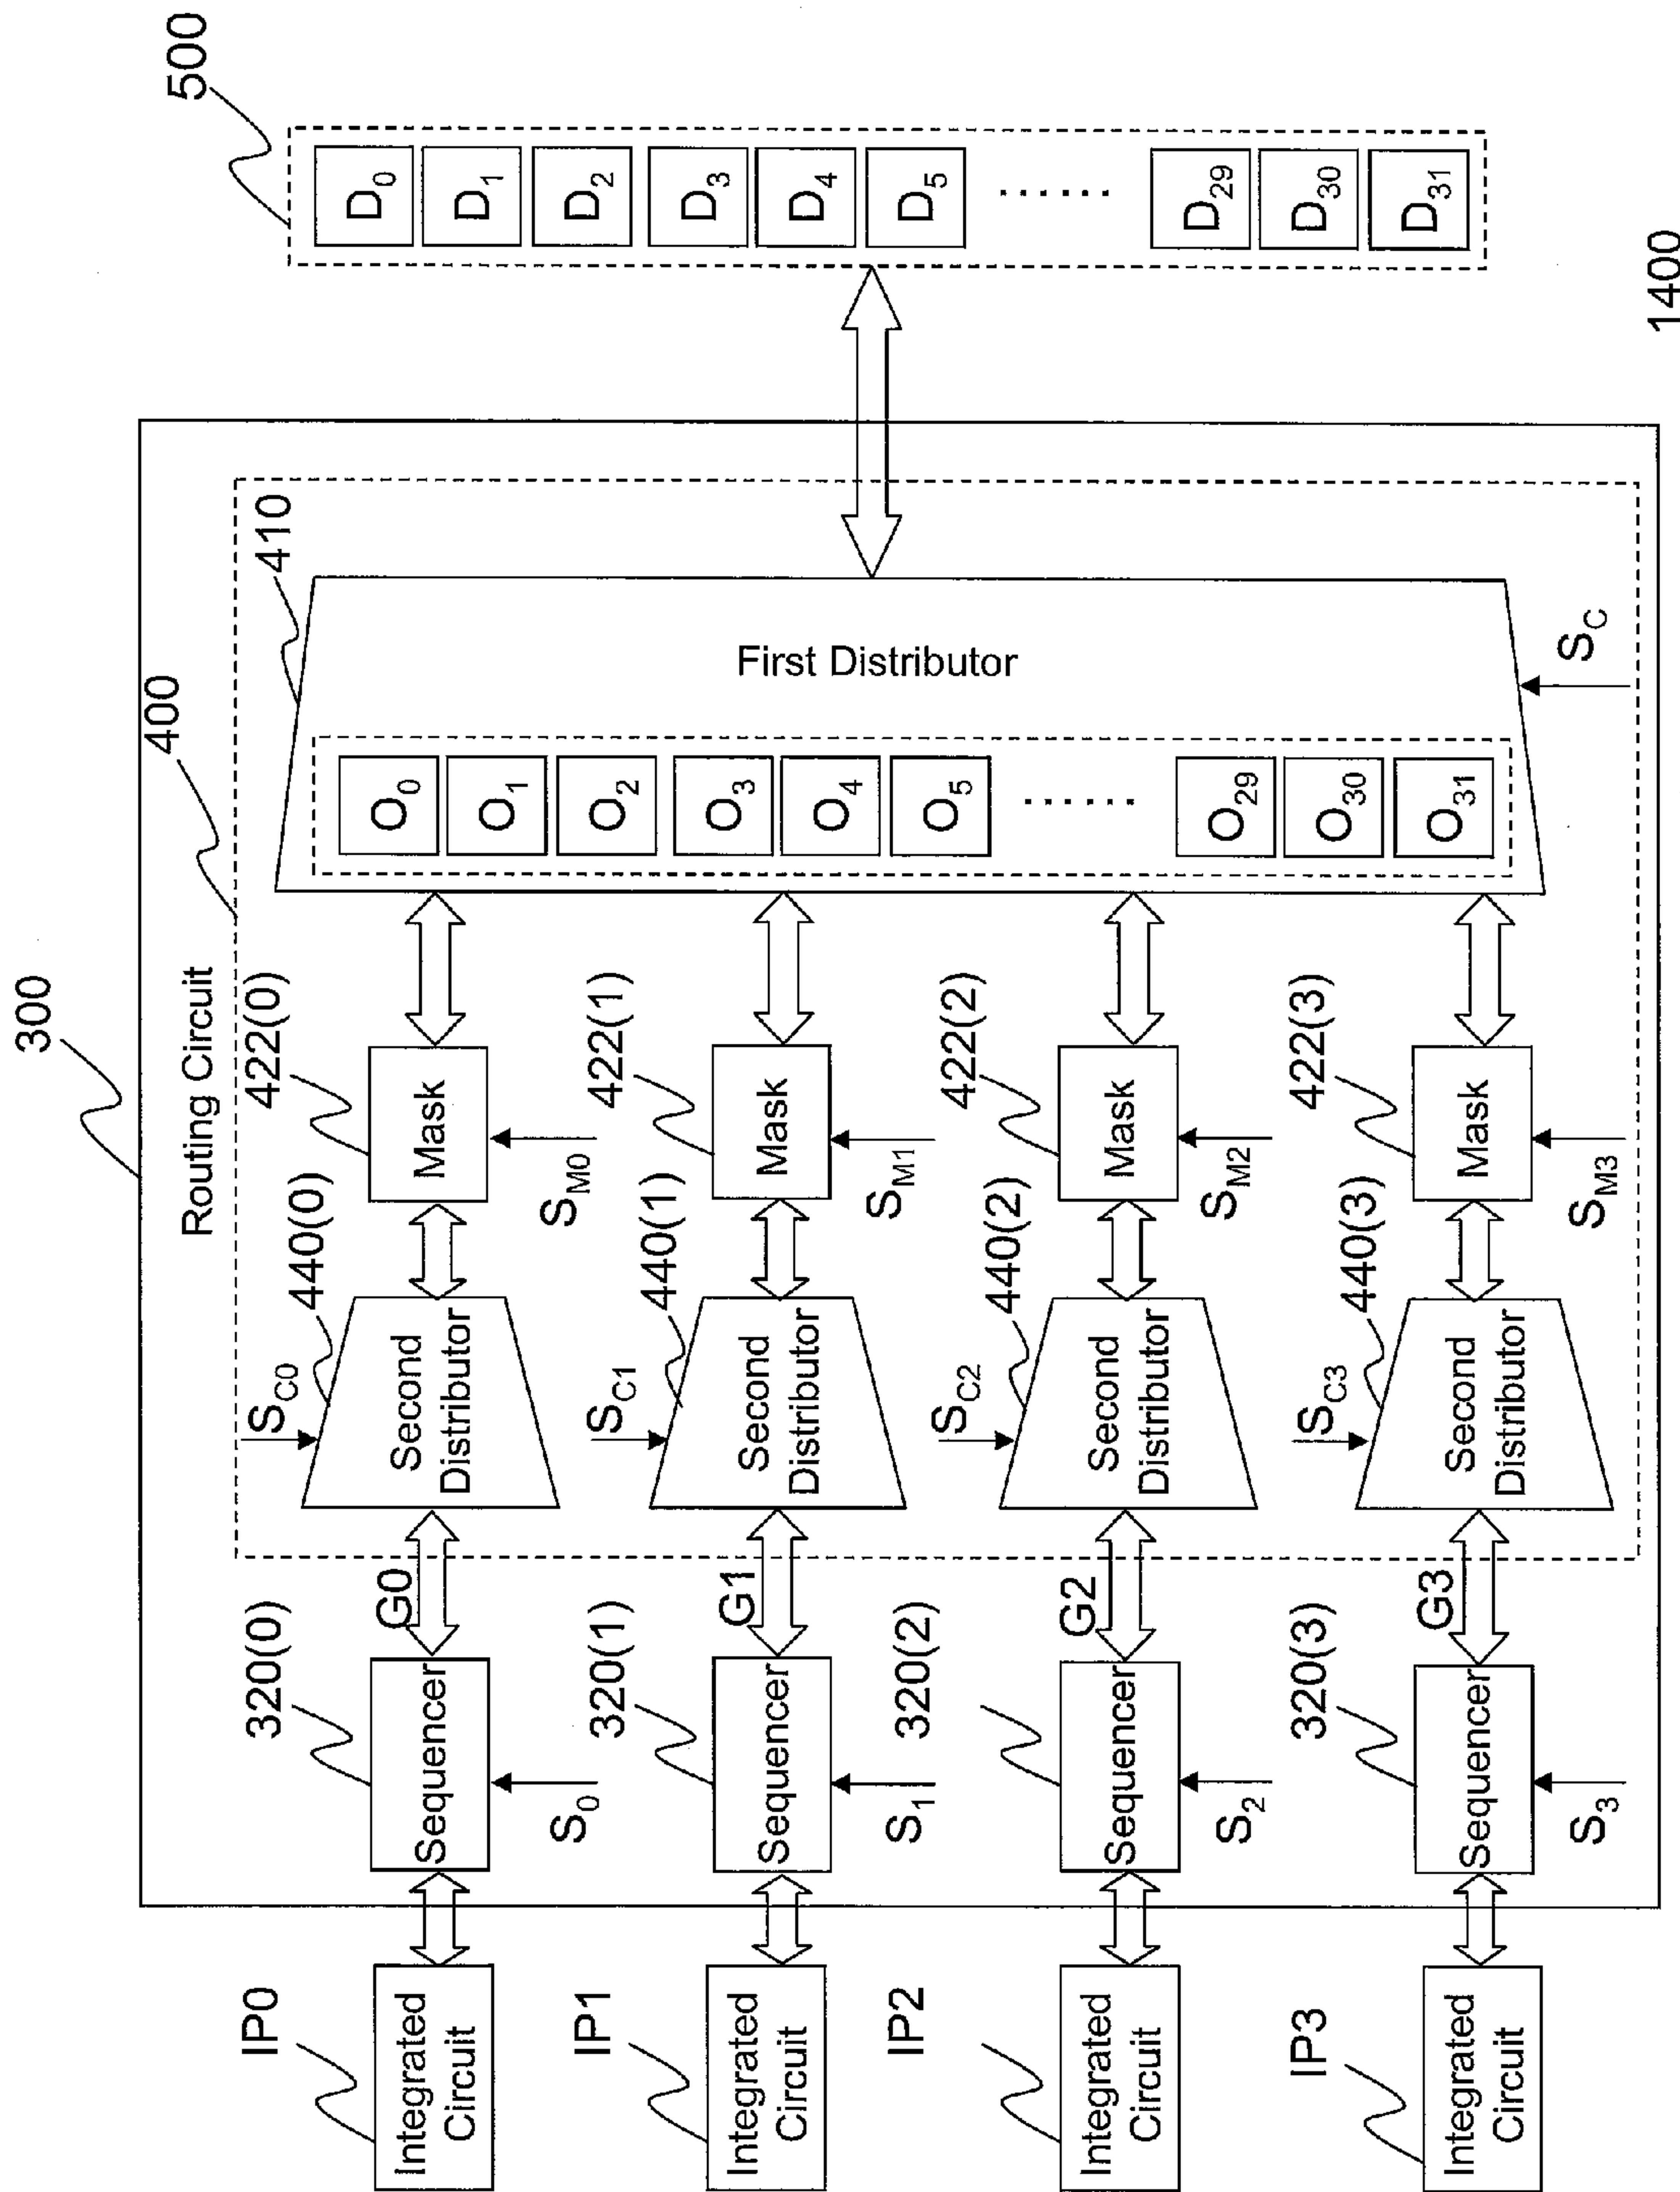 300
Routing Circuit
400
410
500
IP0
Integrated
Circuit
320(0)
Sequencer
S0
G0
SC0
440(0)
Second
Distributor
422(0)
Mask
SM0
IP1
Integrated
Circuit
320(1)
Sequencer
S1
G1
SC1
440(1)
Second
Distributor
422(1)
Mask
SM1
IP2
Integrated
Circuit
320(2)
Sequencer
S2
G2
SC2
440(2)
Second
Distributor
422(2)
Mask
SM2
IP3
Integrated
Circuit
320(3)
Sequencer
S3
G3
SC3
440(3)
Second
Distributor
422(3)
Mask
SM3
First Distributor
O0
O1
O2
O3
O4
O5
......
O29
O30
O31
SC
D0
D1
D2
D3
D4
D5
......
D29
D30
D31
1400